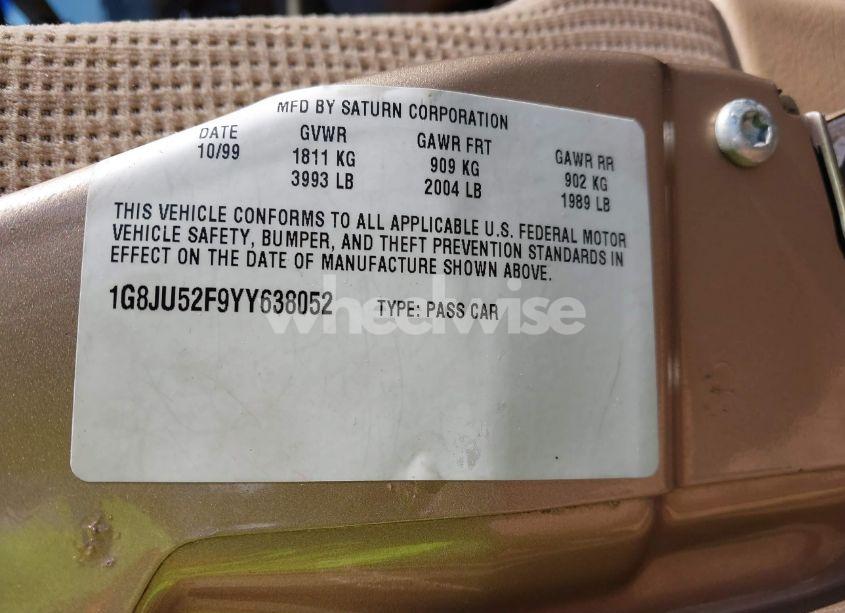 MFD BY SATURN CORPORATION
DATE GVWR GAWR FRT GAWR RR
10/99 1811 KG 909 KG 902 KG
3993 LB 2004 LB 1989 LB
THIS VEHICLE CONFORMS TO ALL APPLICABLE U.S. FEDERAL MOTOR
VEHICLE SAFETY, BUMPER, AND THEFT PREVENTION STANDARDS IN
EFFECT ON THE DATE OF MANUFACTURE SHOWN ABOVE.
1G8JU52F9YY638052 TYPE: PASS CAR
wheelwise